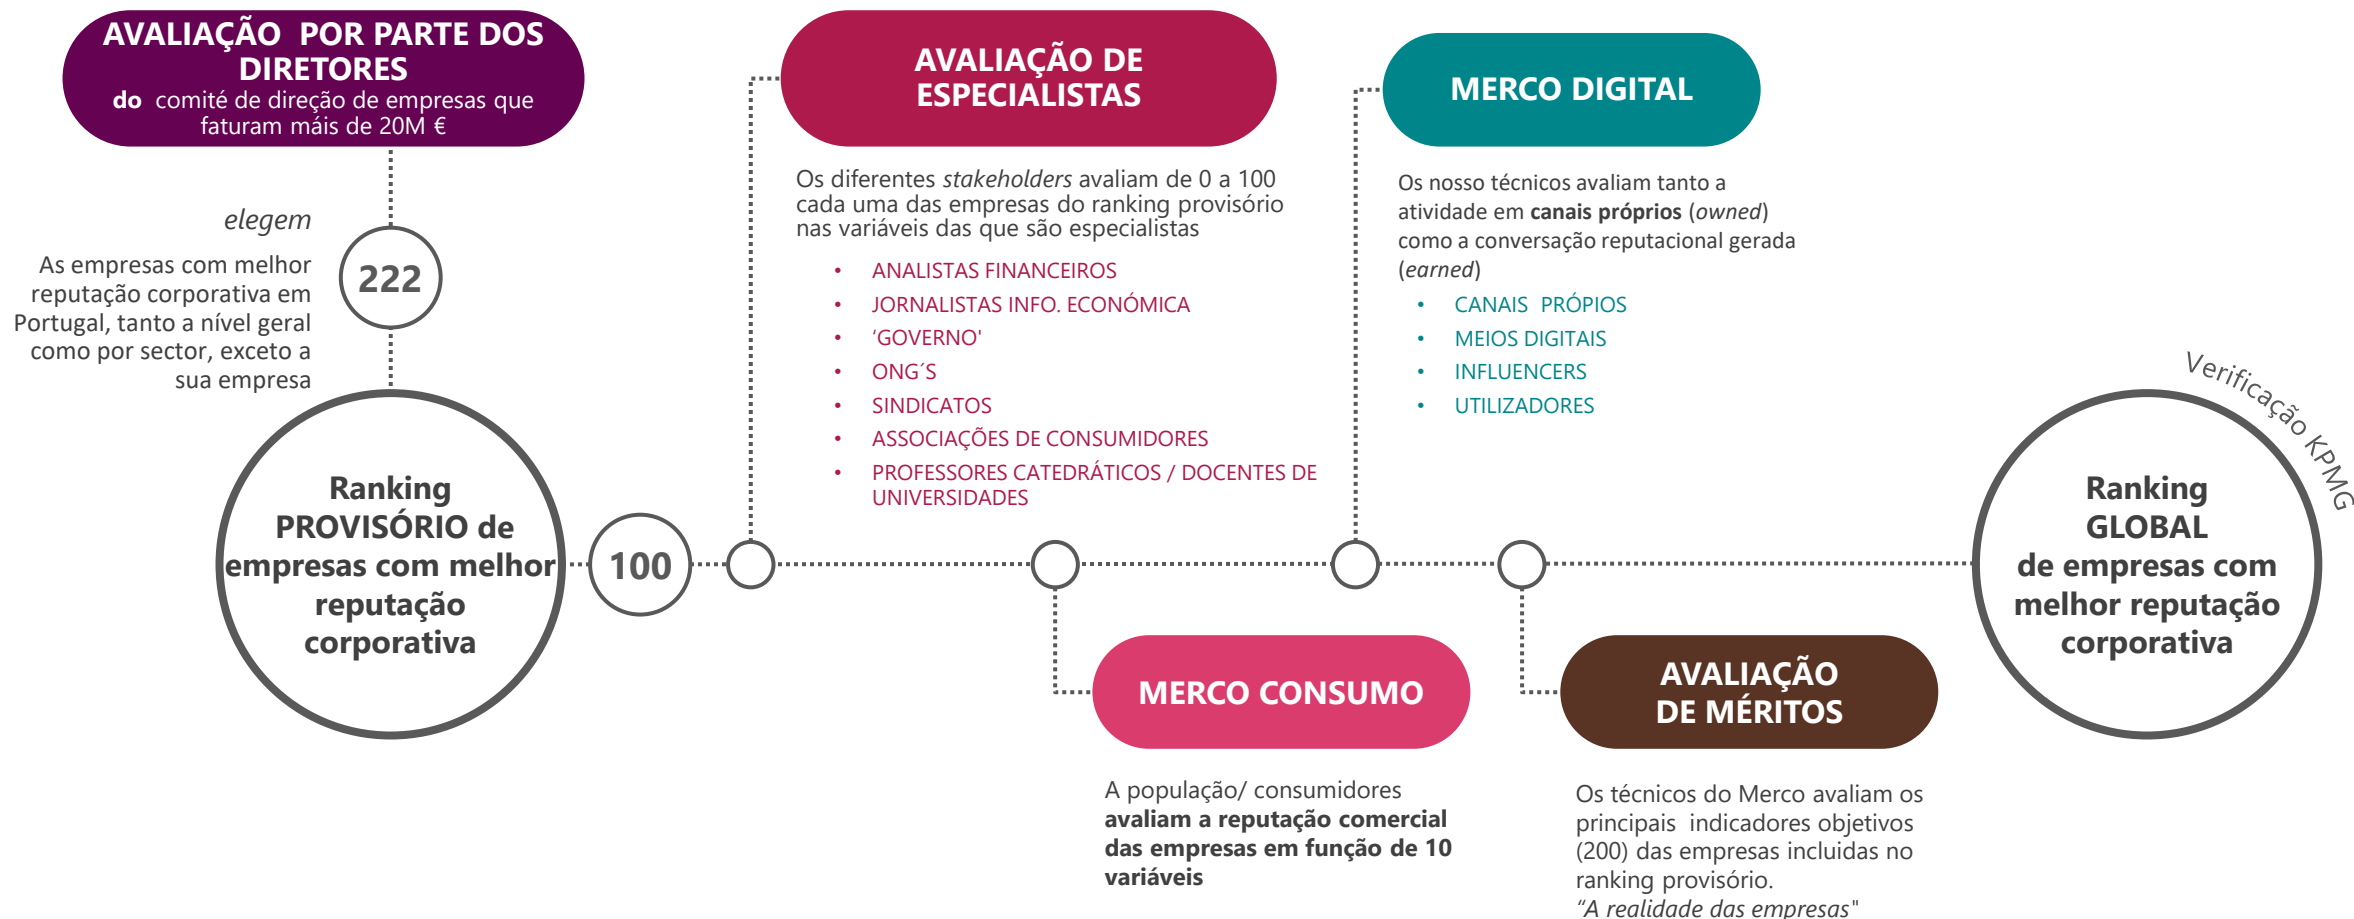 AVALIAÇÃO  POR PARTE DOS
DIRETORES
do  comité de direção de empresas que
faturam máis de 20M €
elegem
As empresas com melhor
reputação corporativa em
Portugal, tanto a nível geral
como por sector, exceto a
sua empresa
222
Ranking
PROVISÓRIO de
empresas com melhor
reputação
corporativa
100
AVALIAÇÃO DE
ESPECIALISTAS
Os diferentes stakeholders avaliam de 0 a 100
cada uma das empresas do ranking provisório
nas variáveis das que são especialistas
• ANALISTAS FINANCEIROS
• JORNALISTAS INFO. ECONÓMICA
• ‘GOVERNO'
• ONG´S
• SINDICATOS
• ASSOCIAÇÕES DE CONSUMIDORES
• PROFESSORES CATEDRÁTICOS / DOCENTES DE
UNIVERSIDADES
MERCO CONSUMO
A população/ consumidores
avaliam a reputação comercial
das empresas em função de 10
variáveis
MERCO DIGITAL
Os nosso técnicos avaliam tanto a
atividade em canais próprios (owned)
como a conversação reputacional gerada
(earned)
• CANAIS  PRÓPIOS
• MEIOS DIGITAIS
• INFLUENCERS
• UTILIZADORES
AVALIAÇÃO
DE MÉRITOS
Os técnicos do Merco avaliam os
principais  indicadores objetivos
(200) das empresas incluidas no
ranking provisório.
“A realidade das empresas"
Verificação KPMG
Ranking
GLOBAL
de empresas com
melhor reputação
corporativa